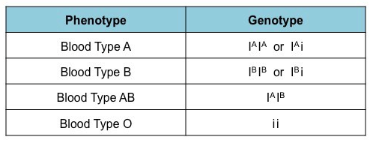 Phenotype Genotype
Blood Type A IᴬIᴬ or Iᴬi
Blood Type B IᴮIᴮ or Iᴮi
Blood Type AB IᴬIᴮ
Blood Type O ii